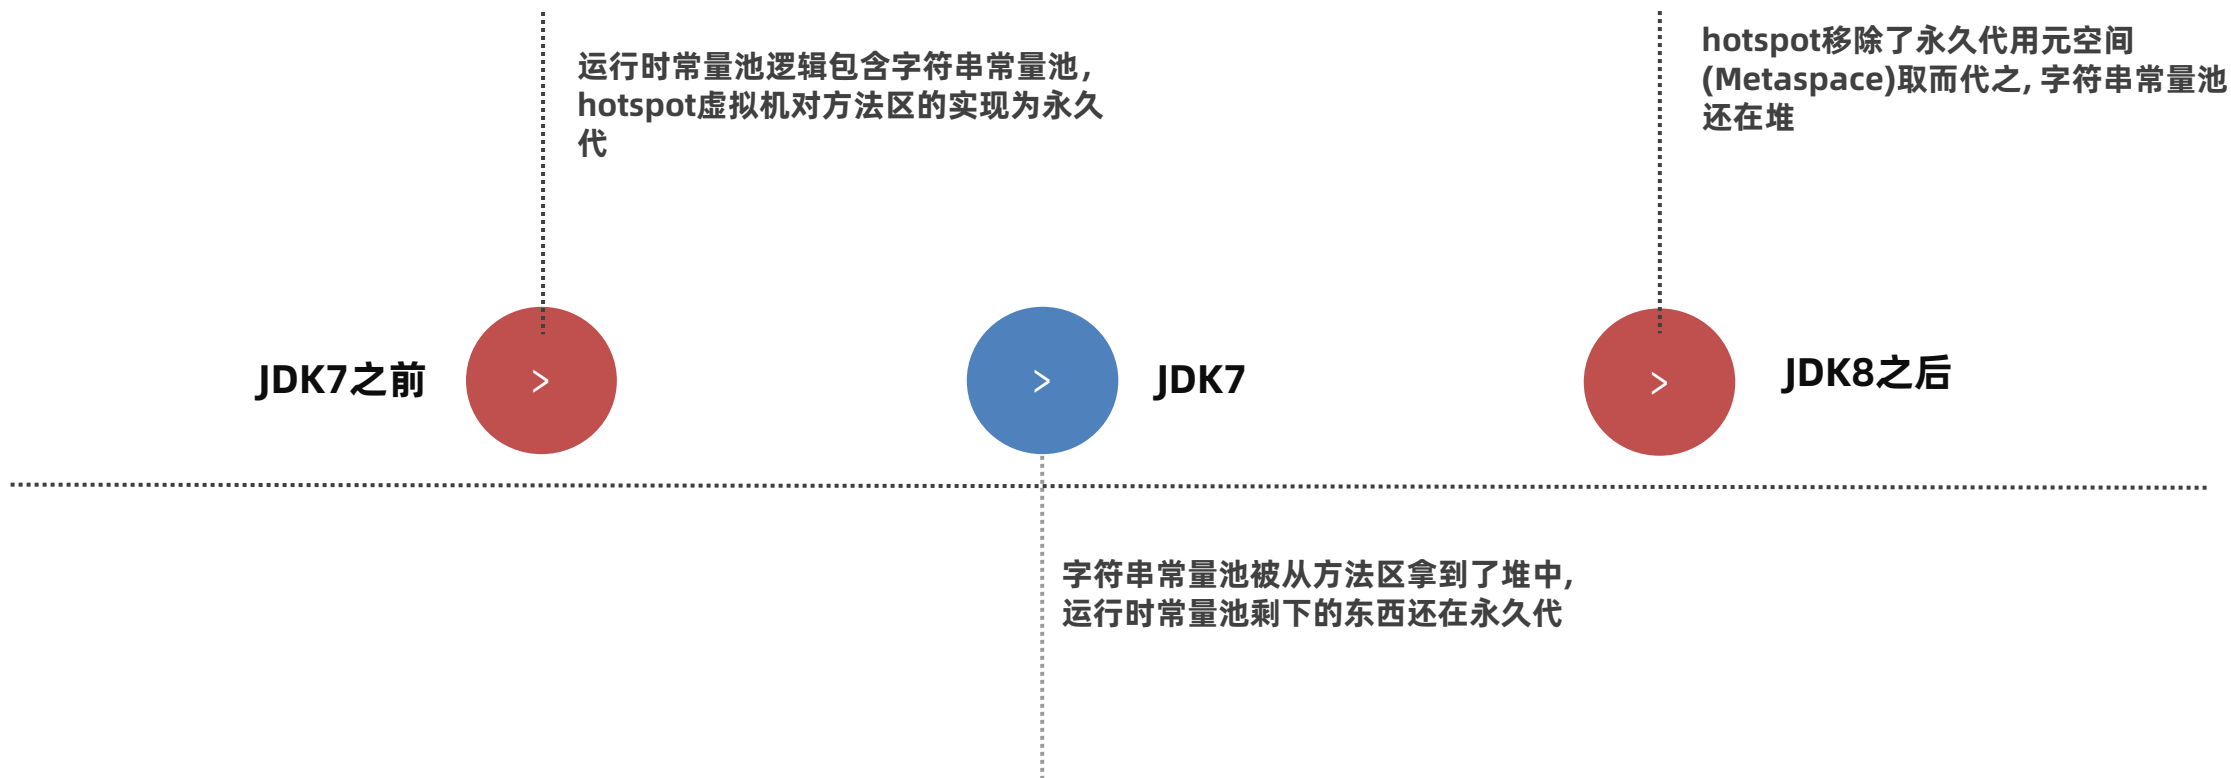 运行时常量池逻辑包含字符串常量池，
hotspot虚拟机对方法区的实现为永久
代
hotspot移除了永久代用元空间
(Metaspace)取而代之, 字符串常量池
还在堆
JDK7之前
>
>
JDK7
>
JDK8之后
字符串常量池被从方法区拿到了堆中,
运行时常量池剩下的东西还在永久代